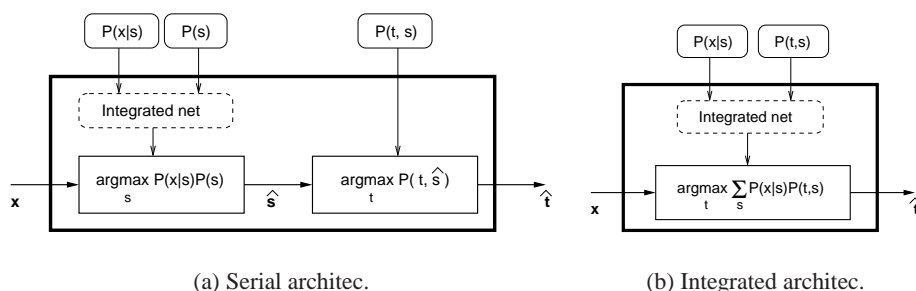 P(x|s)
P(s)
P(t, s)
Integrated net
argmax P(x|s)P(s)
s
argmax P( t, ŝ )
t
x
ŝ
t̂
(a) Serial architec.
P(x|s)
P(t,s)
Integrated net
argmax ∑ P(x|s)P(t,s)
t s
x
t̂
(b) Integrated architec.